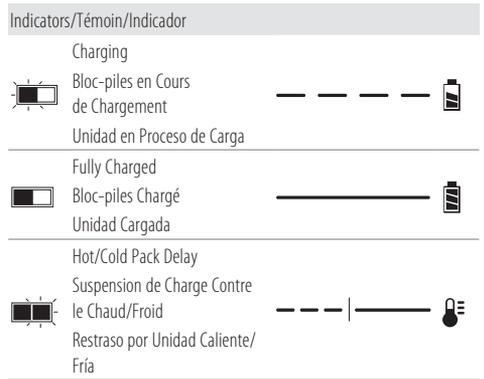 Indicators/Témoin/Indicador
Charging
Bloc-piles en Cours
de Chargement
Unidad en Proceso de Carga
Fully Charged
Bloc-piles Chargé
Unidad Cargada
Hot/Cold Pack Delay
Suspension de Charge Contre
le Chaud/Froid
Restraso por Unidad Caliente/
Fría